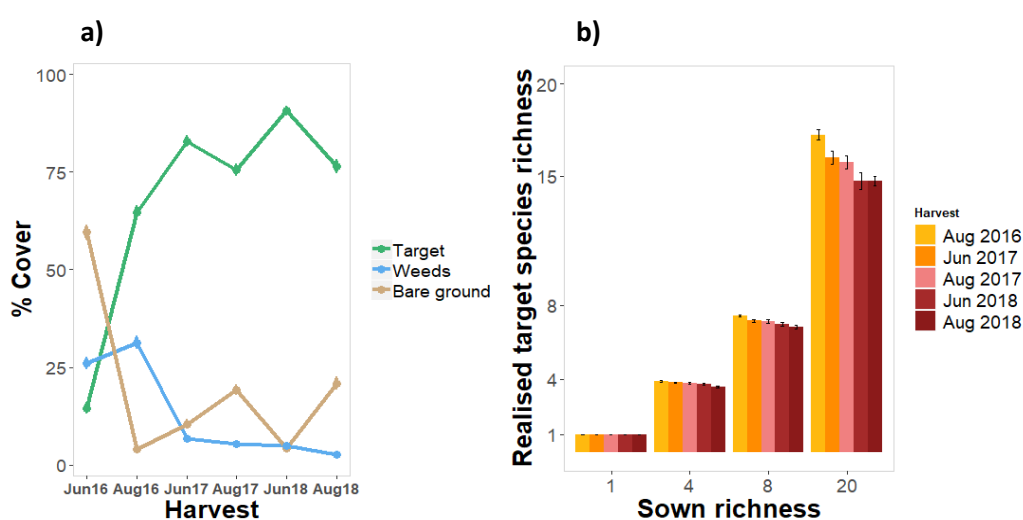 a)
% Cover
100
75
50
25
0
Jun16 Aug16 Jun17 Aug17 Jun18 Aug18
Harvest
Target
Weeds
Bare ground
b)
Realised target species richness
20
15
8
4
1
1 4 8 20
Sown richness
Harvest
Aug 2016
Jun 2017
Aug 2017
Jun 2018
Aug 2018